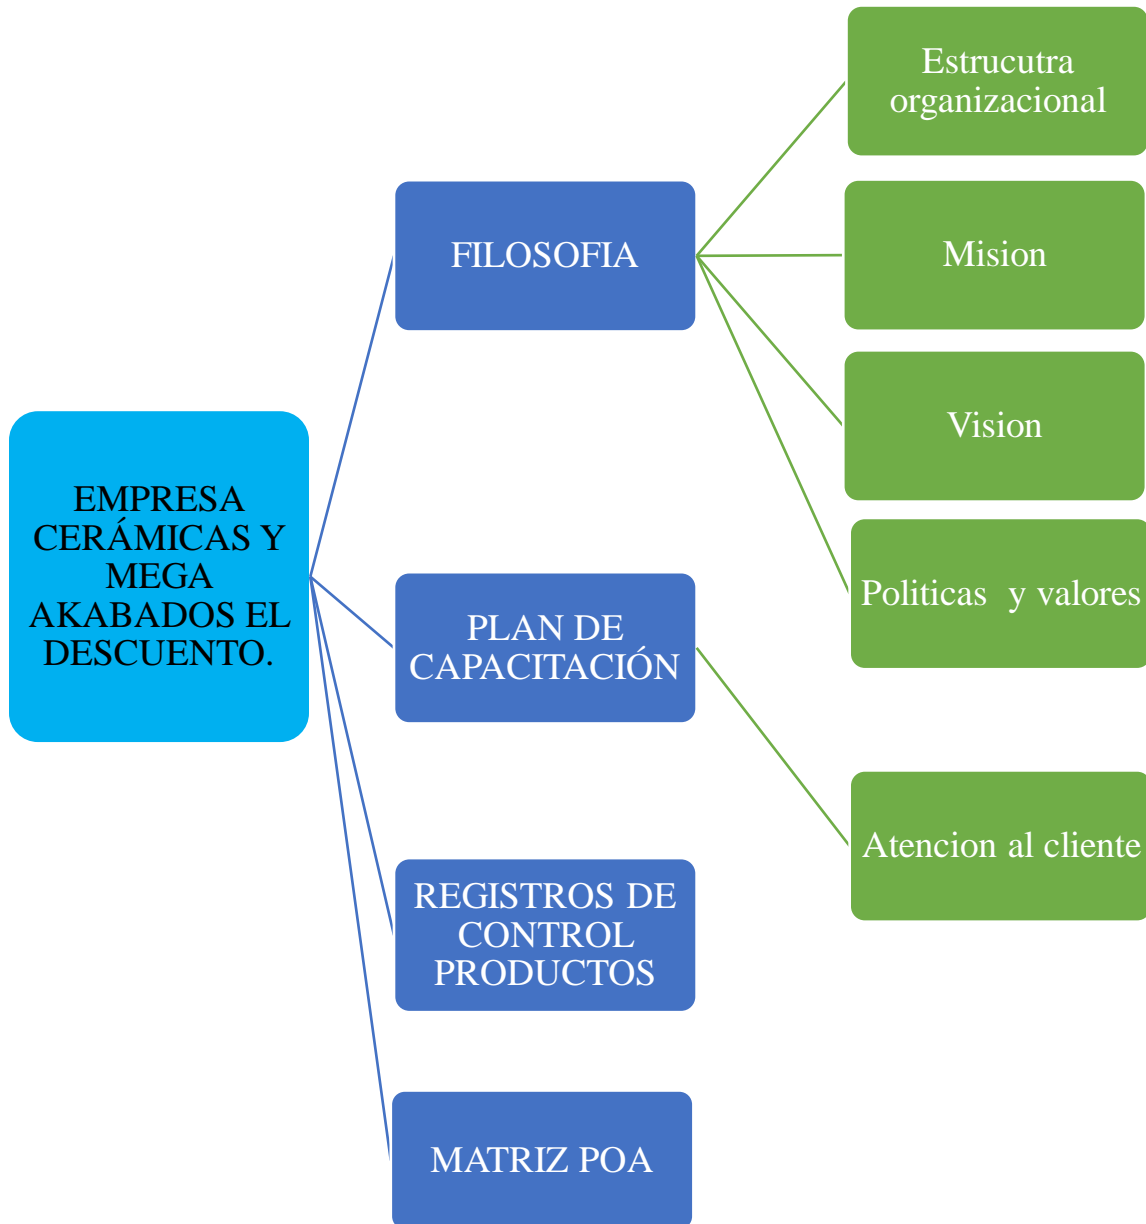 EMPRESA
CERÁMICAS Y
MEGA
AKABADOS EL
DESCUENTO.
FILOSOFIA
Estrucutra
organizacional
Mision
Vision
Politicas y valores
PLAN DE
CAPACITACIÓN
Atencion al cliente
REGISTROS DE
CONTROL
PRODUCTOS
MATRIZ POA